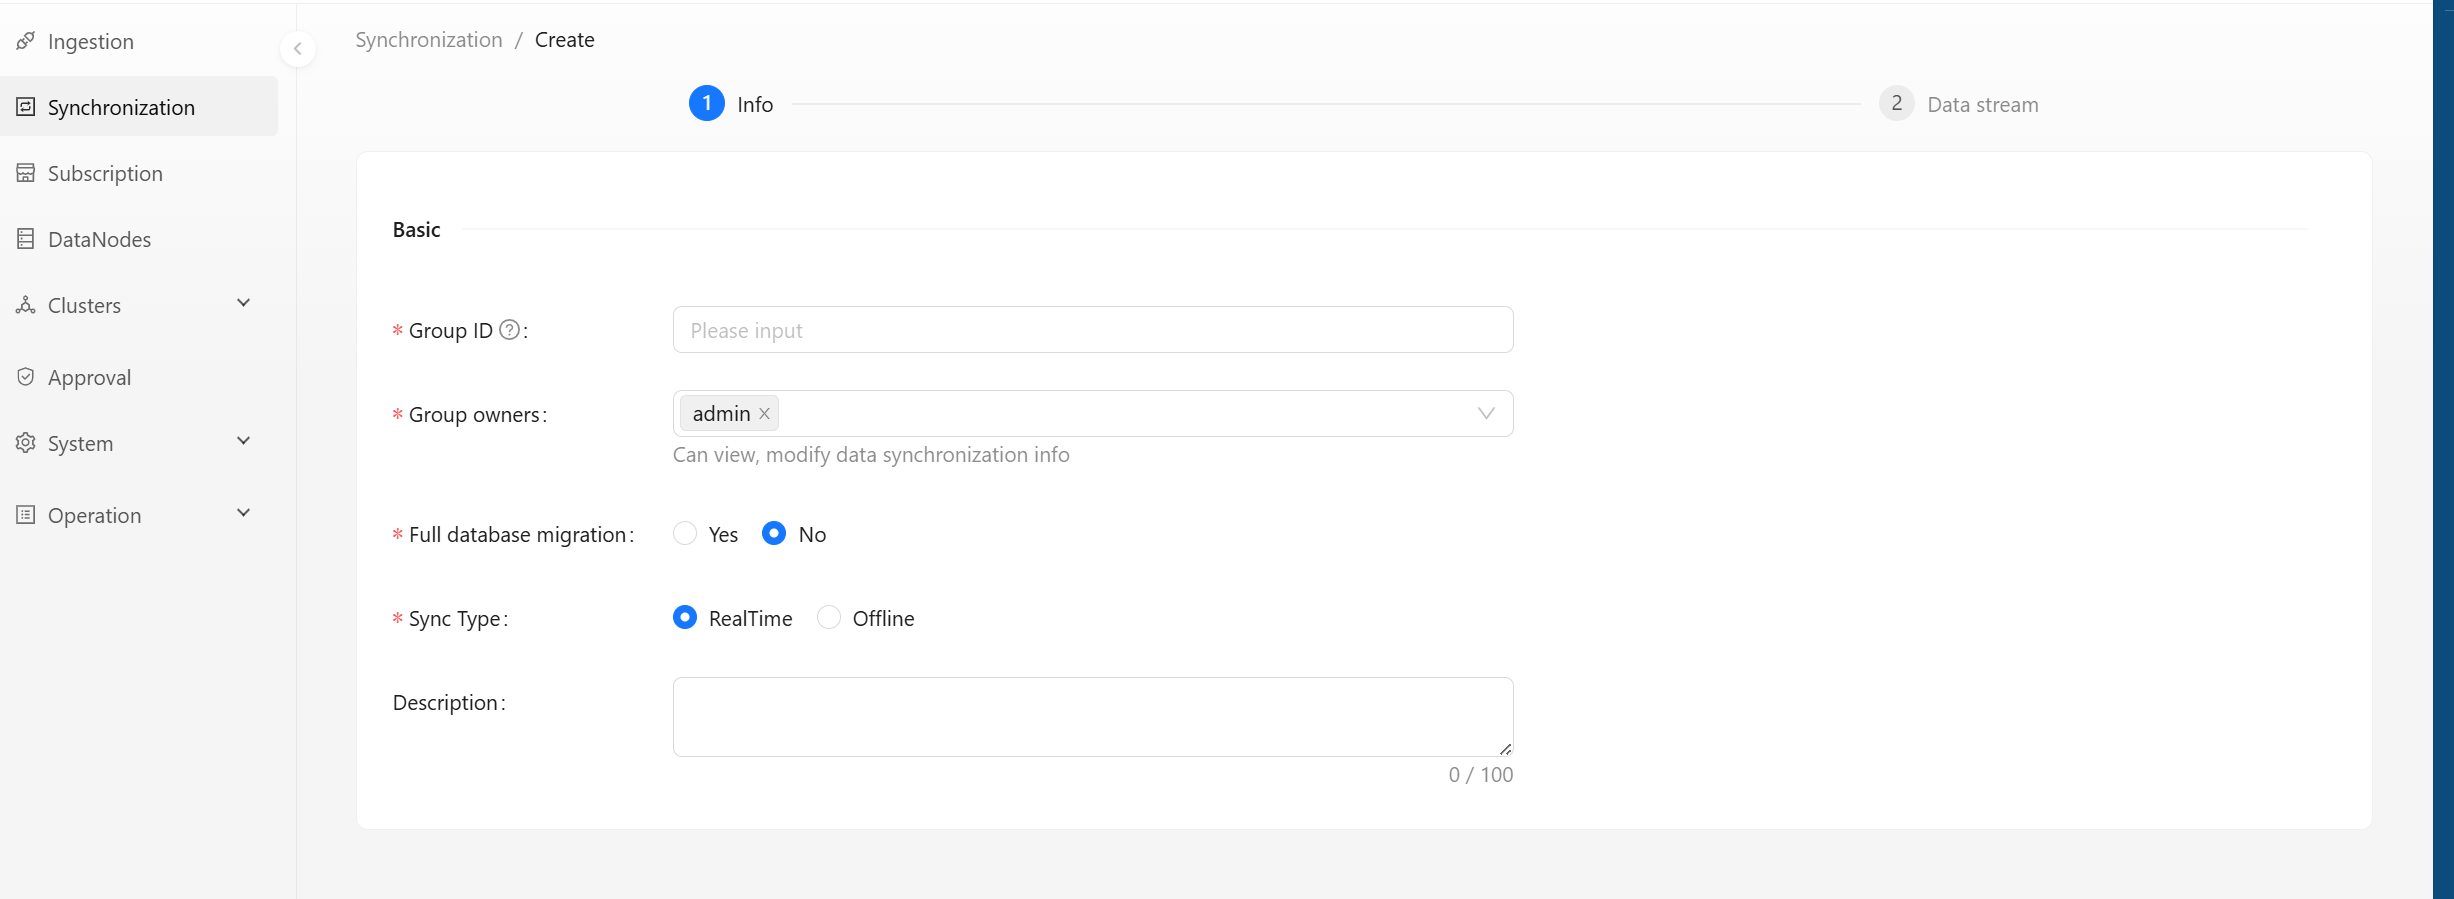 Ingestion
Synchronization
Subscription
DataNodes
Clusters
Approval
System
Operation
Synchronization / Create
1 Info
2 Data stream
Basic
* Group ID ? :
Please input
* Group owners :
admin
Can view, modify data synchronization info
* Full database migration :
Yes No
* Sync Type :
RealTime Offline
Description :
0 / 100